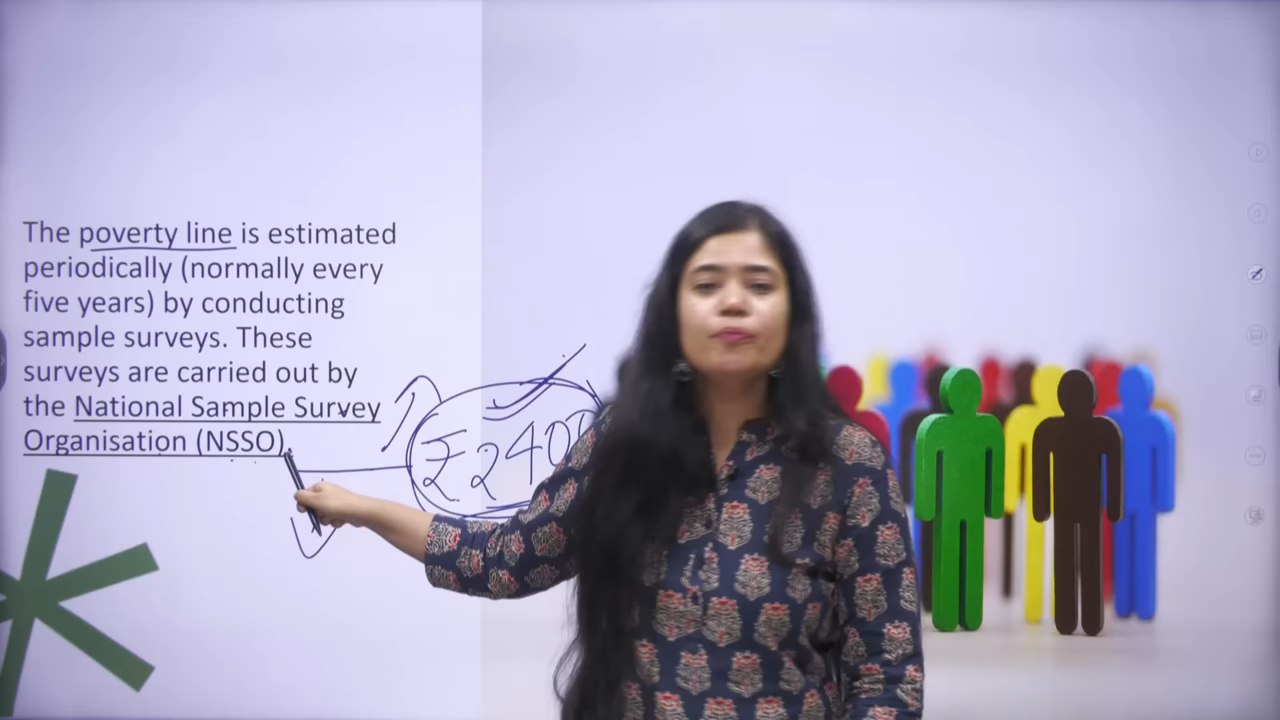 The poverty line is estimated
periodically (normally every
five years) by conducting
sample surveys. These
surveys are carried out by
the National Sample Survey
Organisation (NSSO).
₹2400